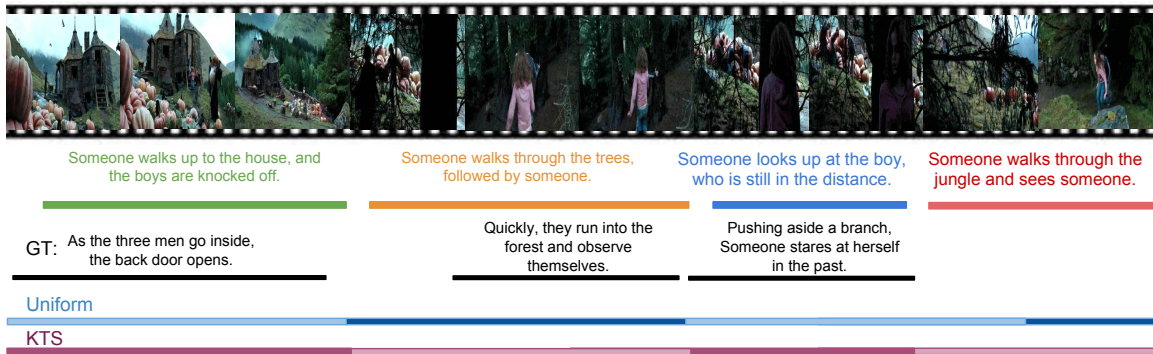 Someone walks up to the house, and
the boys are knocked off.
Someone walks through the trees,
followed by someone.
Someone looks up at the boy,
who is still in the distance.
Someone walks through the
jungle and sees someone.
GT:
As the three men go inside,
the back door opens.
Quickly, they run into the
forest and observe
themselves.
Pushing aside a branch,
Someone stares at herself
in the past.
Uniform
KTS